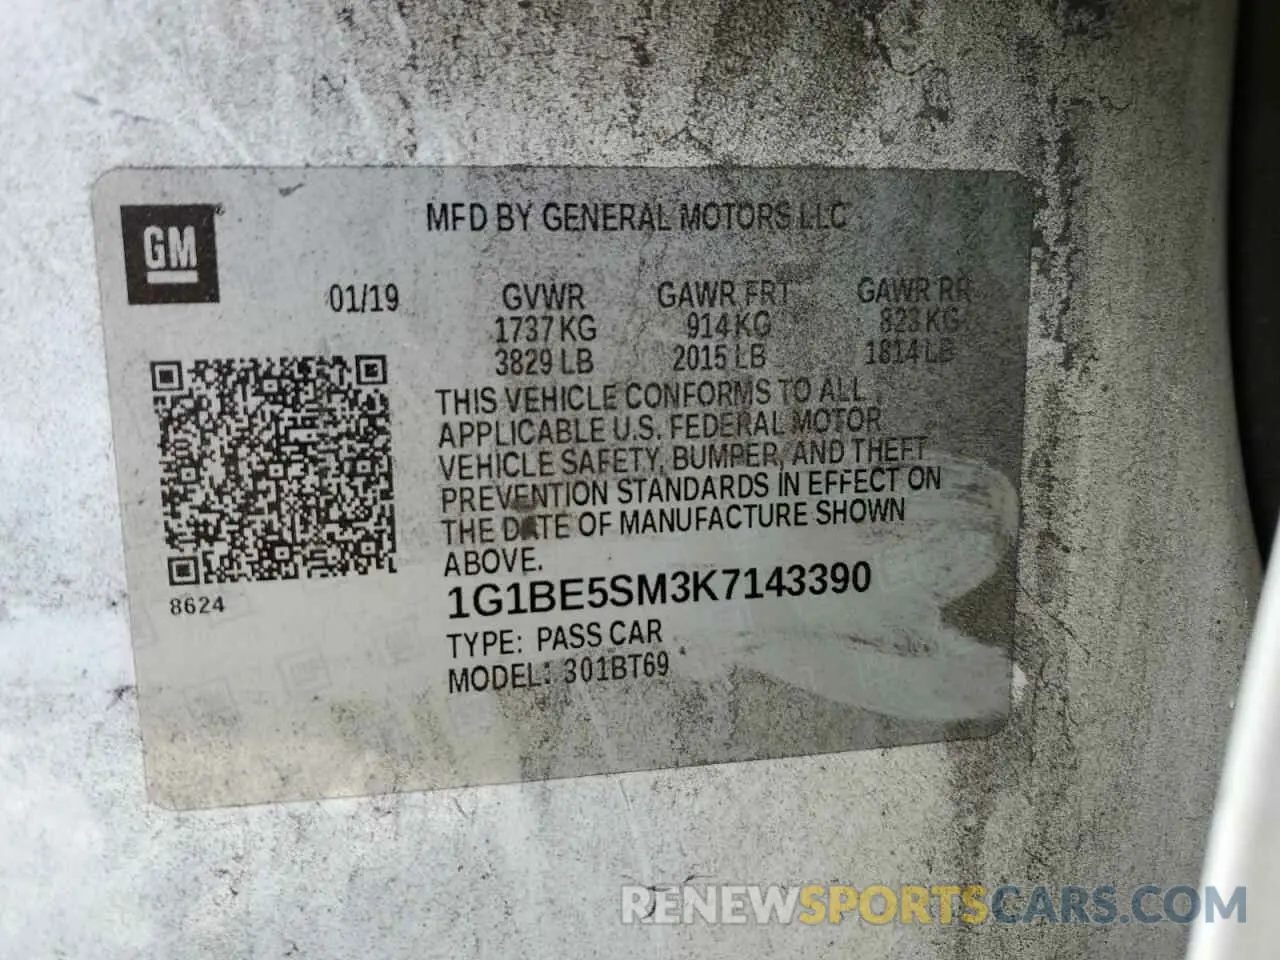 MFD BY GENERAL MOTORS LLC
GM
01/19 GVWR GAWR FRT GAWR RR
1737 KG 914 KG 823 KG
3829 LB 2015 LB 1814 LB
THIS VEHICLE CONFORMS TO ALL
APPLICABLE U.S. FEDERAL MOTOR
VEHICLE SAFETY, BUMPER, AND THEFT
PREVENTION STANDARDS IN EFFECT ON
THE DATE OF MANUFACTURE SHOWN
ABOVE.
8624
1G1BE5SM3K7143390
TYPE: PASS CAR
MODEL: 301BT69
RENEWSPORTSCARS.COM